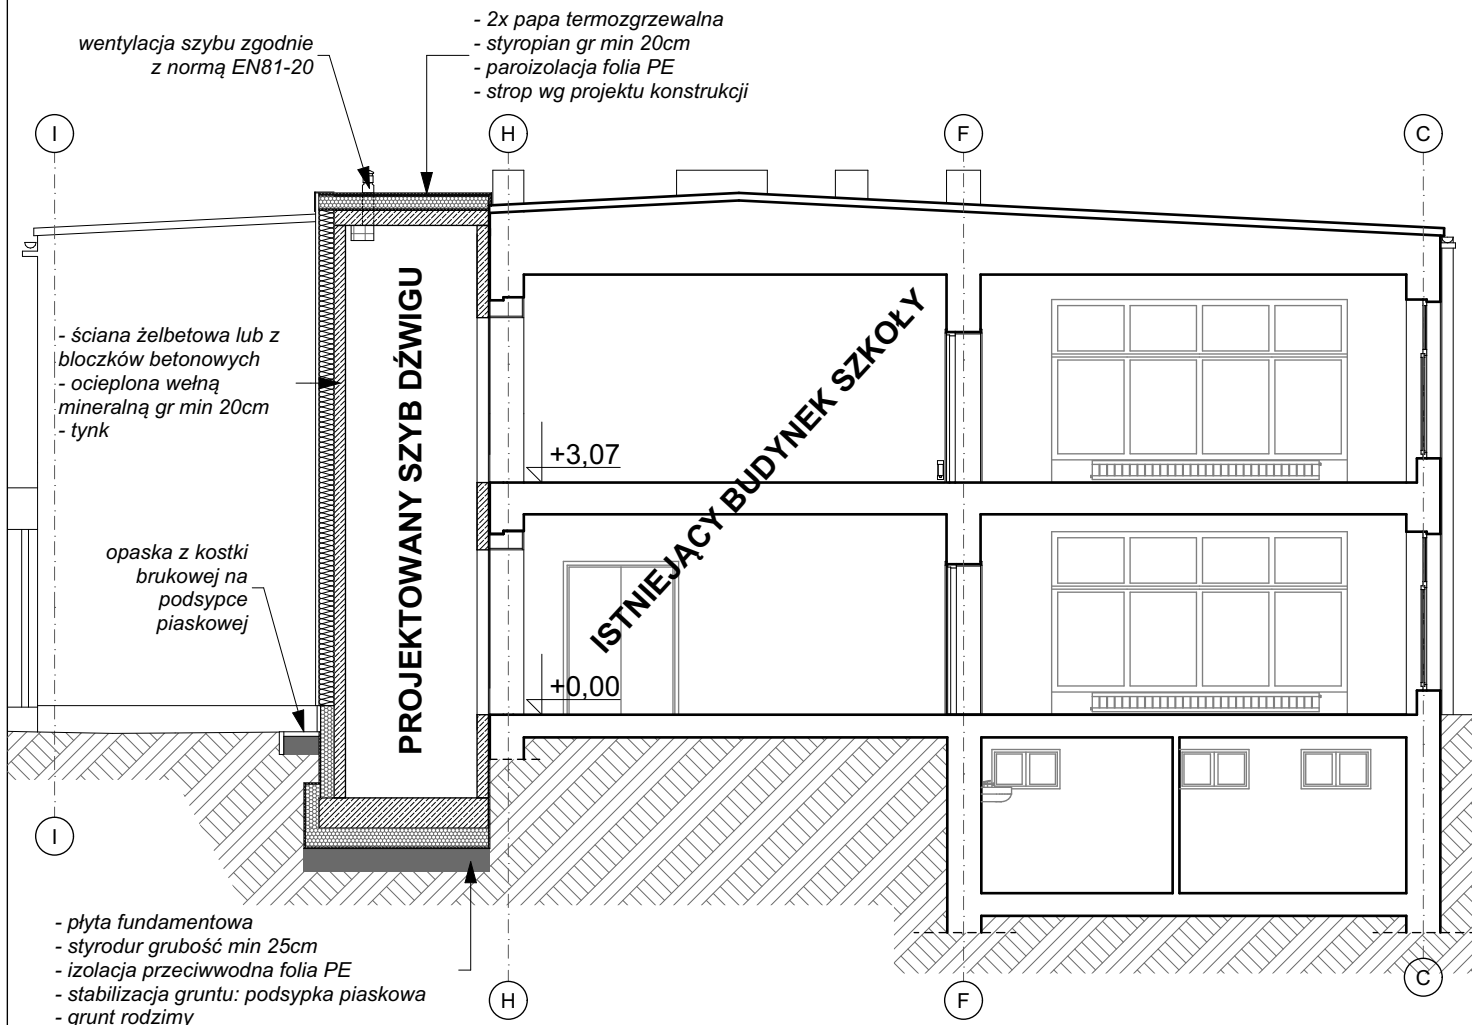 - 2x papa termozgrzewalna
- styropian gr min 20cm
- paroizolacja folia PE
- strop wg projektu konstrukcji
wentylacja szybu zgodnie
z normą EN81-20
I
H
F
C
- ściana żelbetowa lub z
bloczków betonowych
- ocieplona wełną
mineralną gr min 20cm
- tynk
PROJEKTOWANY SZYB DŹWIGU
ISTNIEJĄCY BUDYNEK SZKOŁY
+3,07
opaska z kostki
brukowej na
podsypce
piaskowej
+0,00
I
- płyta fundamentowa
- styrodur grubość min 25cm
- izolacja przeciwwodna folia PE
- stabilizacja gruntu: podsypka piaskowa
- grunt rodzimy
H
F
C